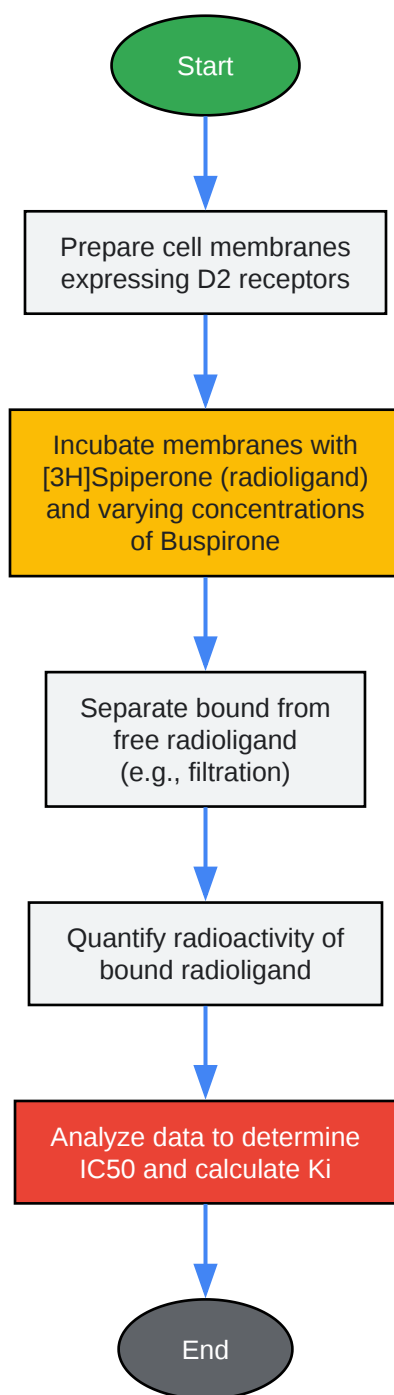 Start
Prepare cell membranes
expressing D2 receptors
Incubate membranes with
[3H]Spiperone (radioligand)
and varying concentrations
of Buspirone
Separate bound from
free radioligand
(e.g., filtration)
Quantify radioactivity of
bound radioligand
Analyze data to determine
IC50 and calculate Ki
End